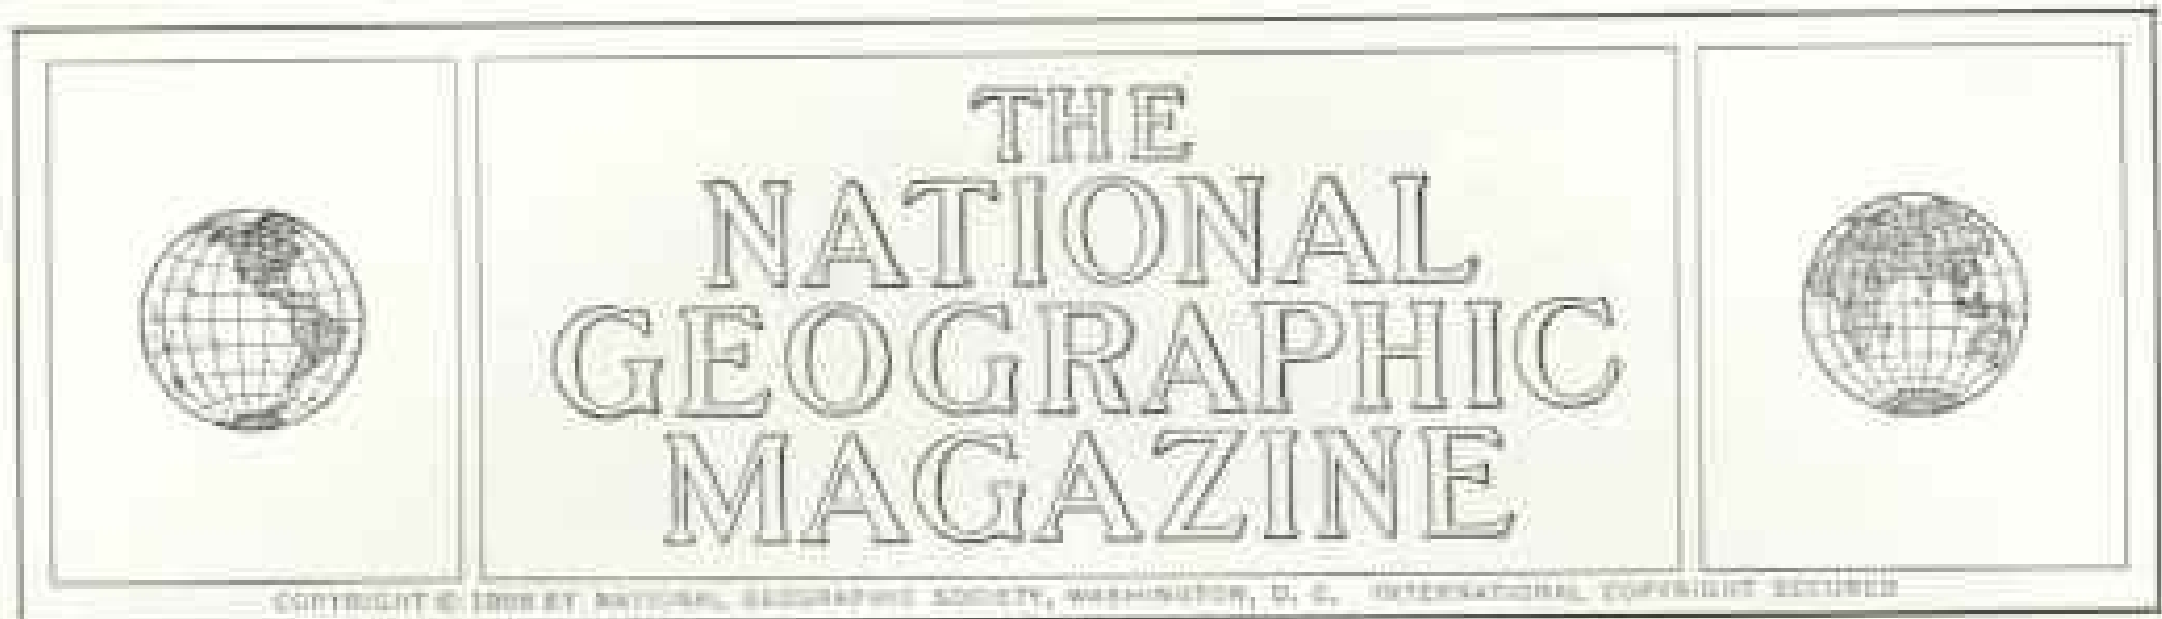 THE
NATIONAL
GEOGRAPHIC
MAGAZINE
COPYRIGHT © BY NATIONAL GEOGRAPHIC SOCIETY, WASHINGTON, D. C. INTERNATIONAL COPYRIGHT SECURED